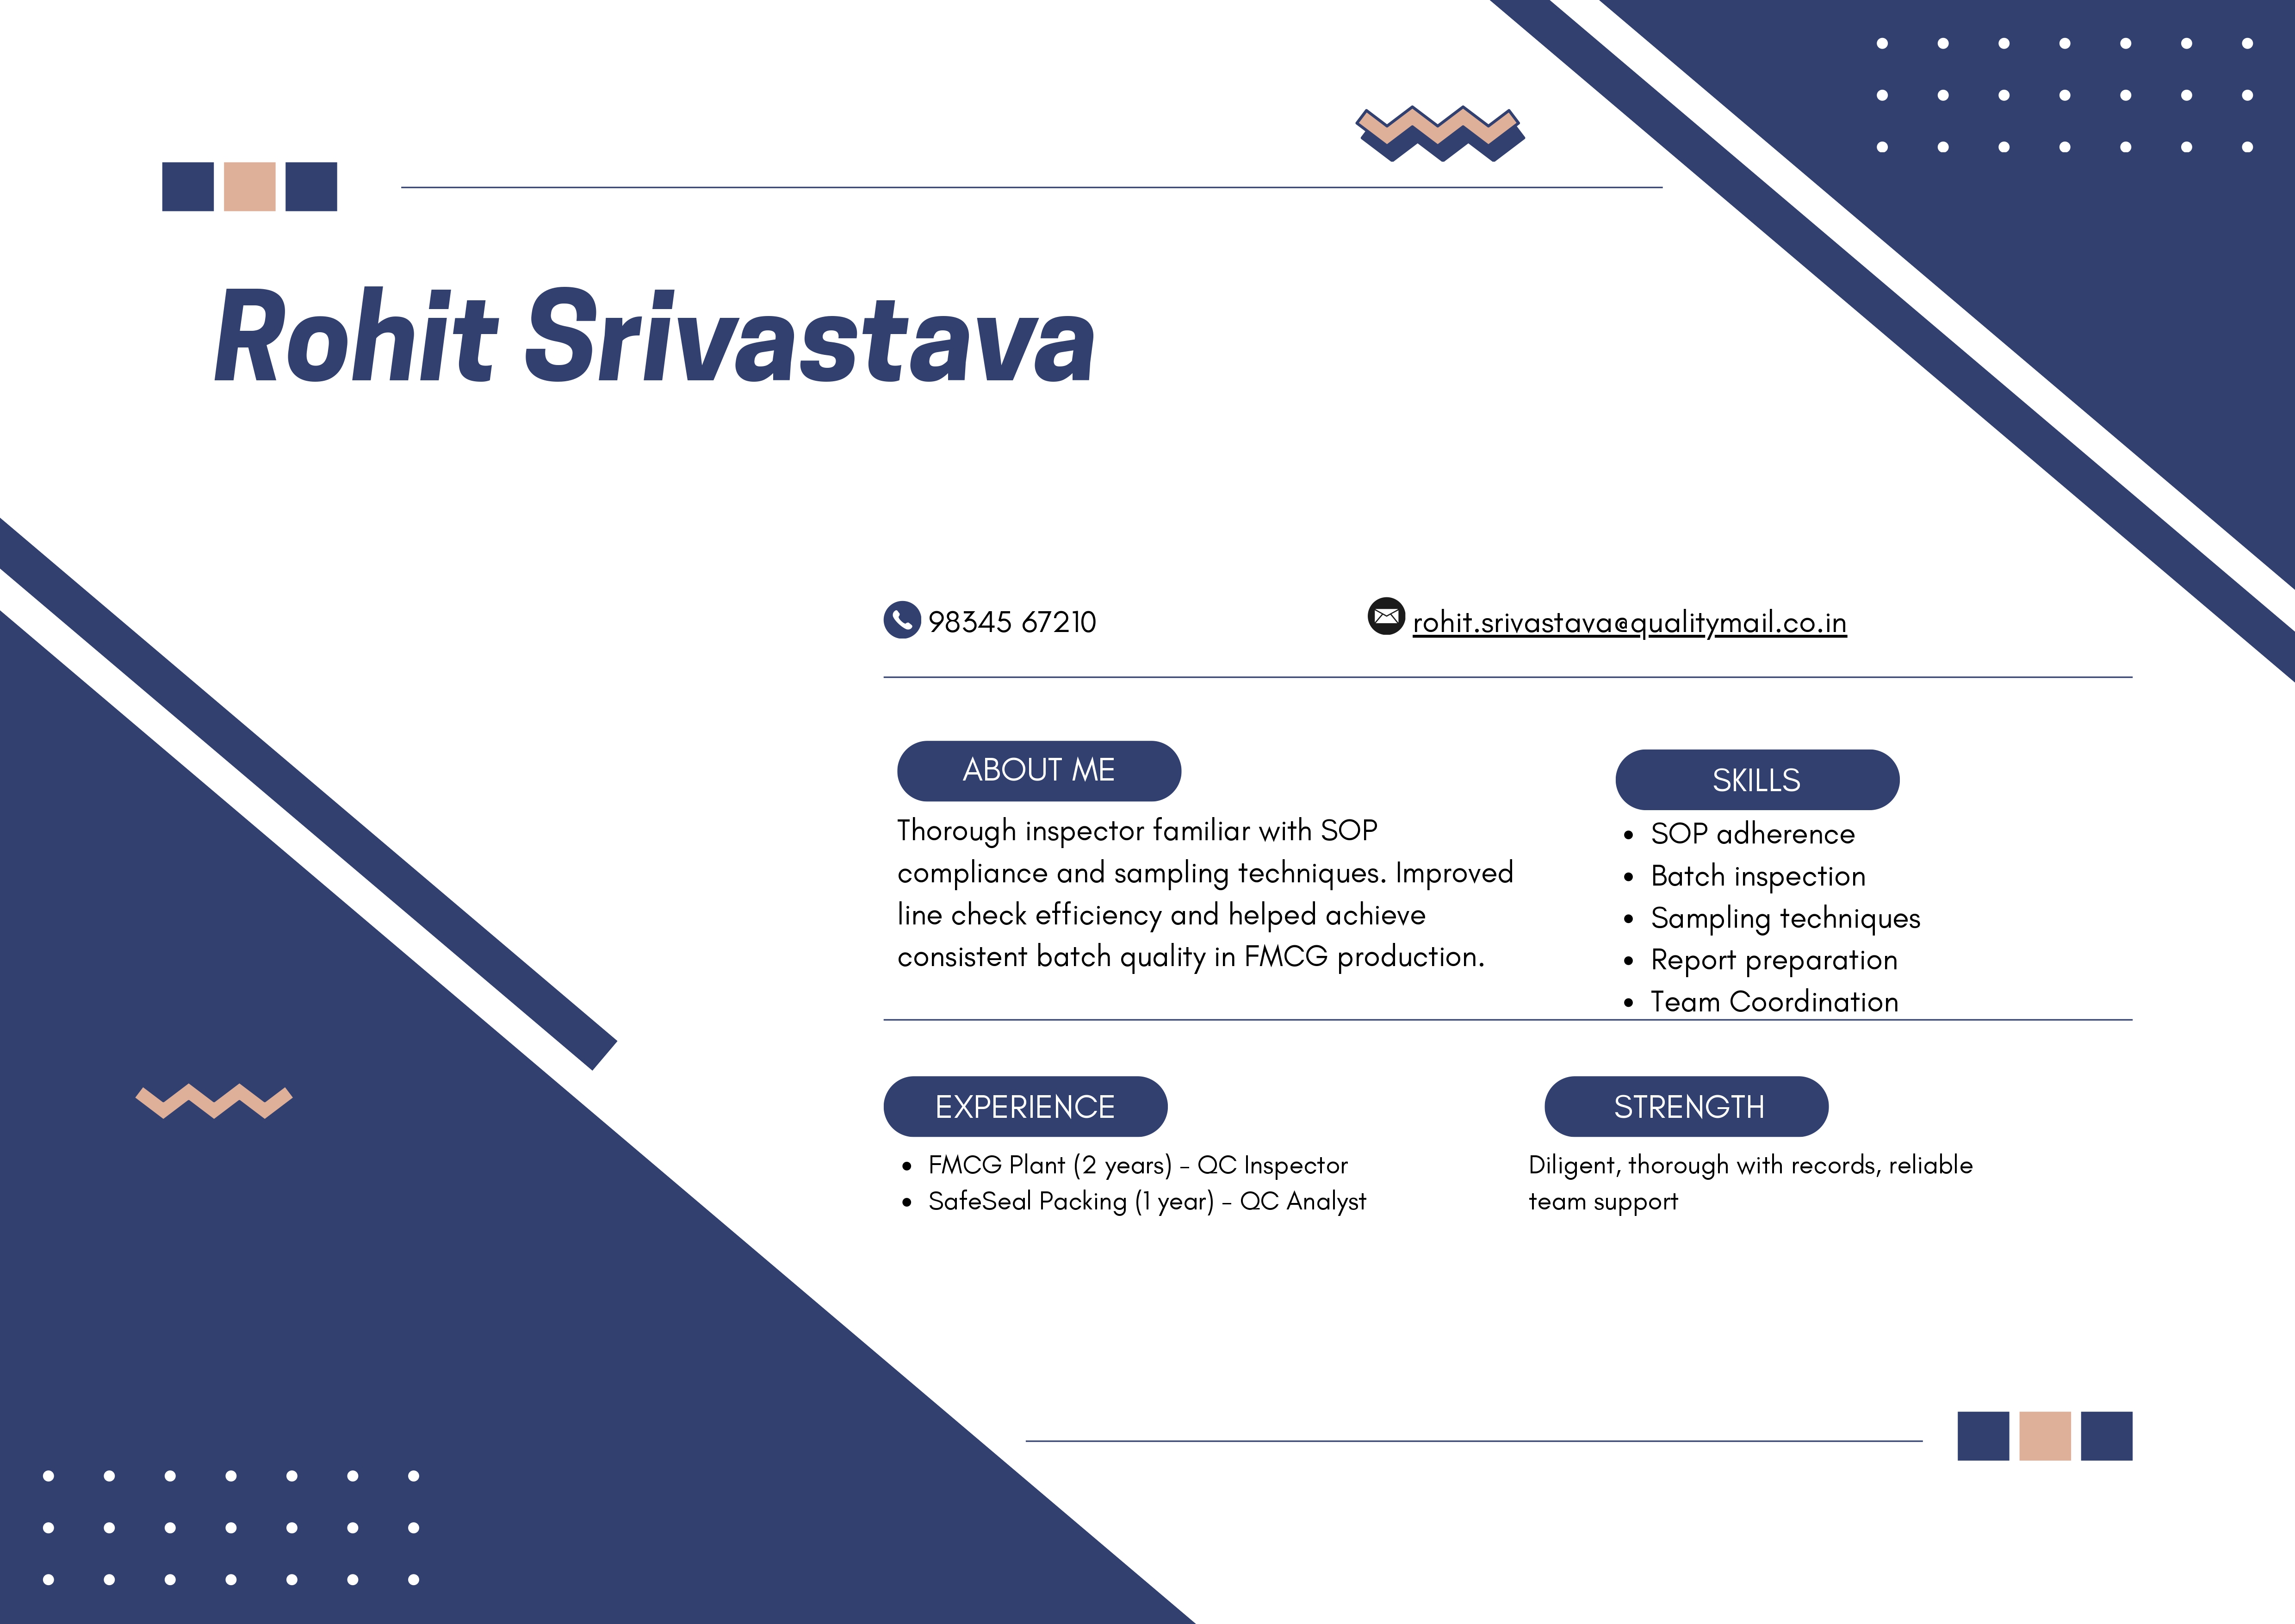 Rohit Srivastava
98345 67210
rohit.srivastava@qualitymail.co.in
ABOUT ME
Thorough inspector familiar with SOP
compliance and sampling techniques. Improved
line check efficiency and helped achieve
consistent batch quality in FMCG production.
SKILLS
• SOP adherence
• Batch inspection
• Sampling techniques
• Report preparation
• Team Coordination
EXPERIENCE
• FMCG Plant (2 years) – QC Inspector
• SafeSeal Packing (1 year) – QC Analyst
STRENGTH
Diligent, thorough with records, reliable
team support